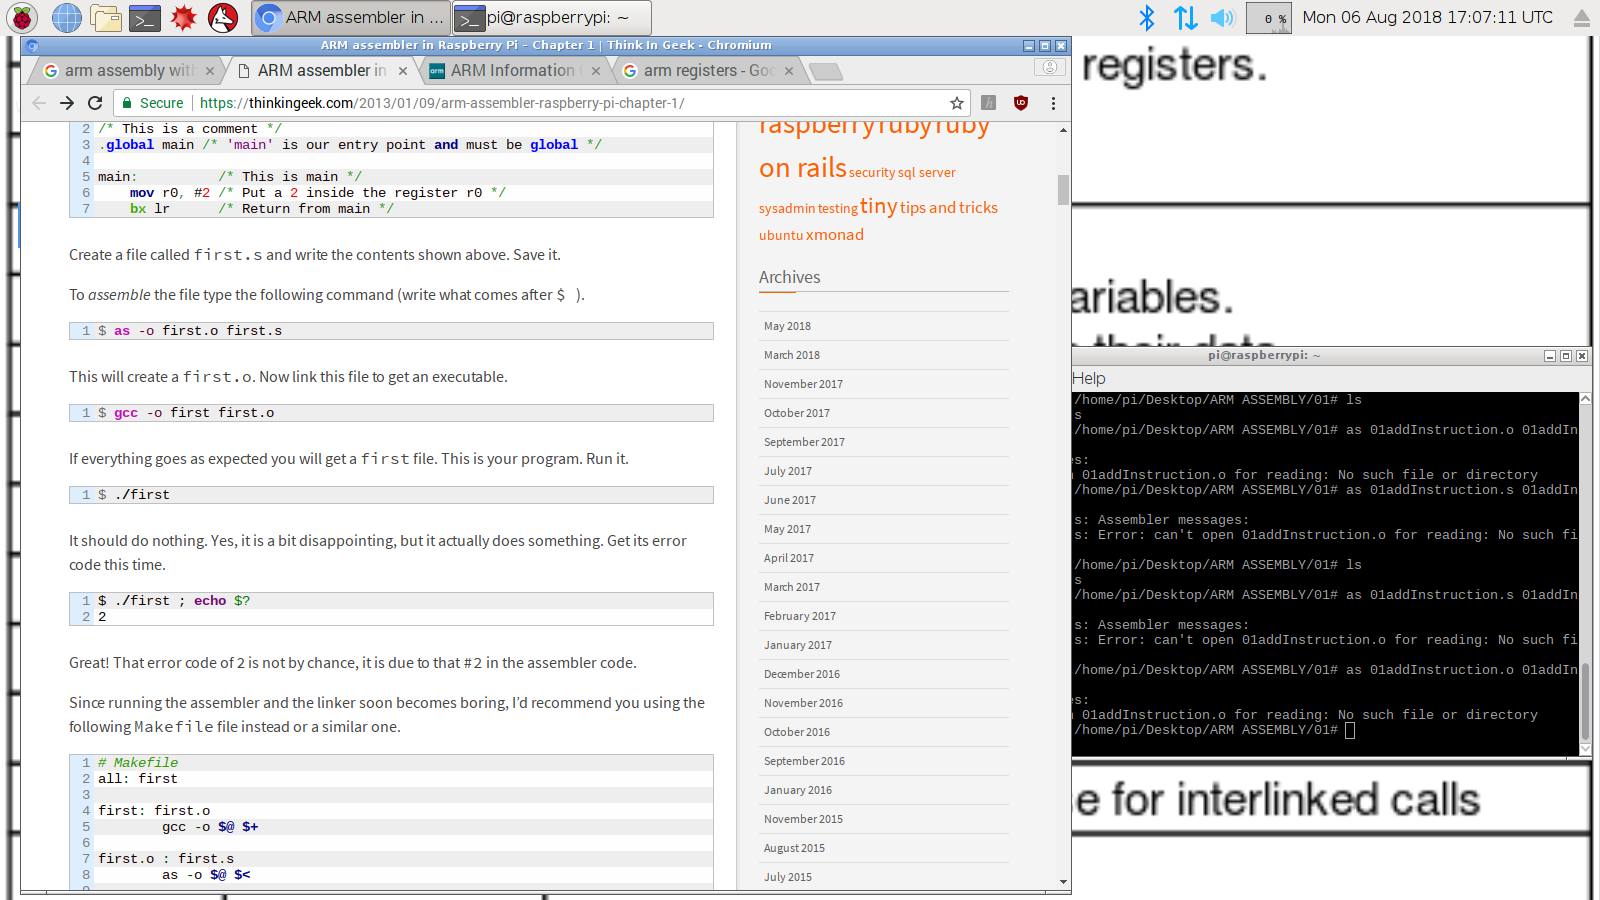 ARM assembler in ...
pi@raspberrypi: ~
0 %
Mon 06 Aug 2018 17:07:11 UTC
ARM assembler in Raspberry Pi – Chapter 1 | Think In Geek - Chromium
arm assembly with
ARM assembler in
ARM Information
arm registers - Goo
Secure
https://thinkingeek.com/2013/01/09/arm-assembler-raspberry-pi-chapter-1/
2 /* This is a comment */
3 .global main /* 'main' is our entry point and must be global */
4
5 main: /* This is main */
6 mov r0, #2 /* Put a 2 inside the register r0 */
7 bx lr /* Return from main */
Create a file called first.s and write the contents shown above. Save it.
To assemble the file type the following command (write what comes after $ ).
1 $ as -o first.o first.s
This will create a first.o. Now link this file to get an executable.
1 $ gcc -o first first.o
If everything goes as expected you will get a first file. This is your program. Run it.
1 $ ./first
It should do nothing. Yes, it is a bit disappointing, but it actually does something. Get its error
code this time.
1 $ ./first ; echo $?
2 2
Great! That error code of 2 is not by chance, it is due to that #2 in the assembler code.
Since running the assembler and the linker soon becomes boring, I'd recommend you using the
following Makefile file instead or a similar one.
1 # Makefile
2 all: first
3
4 first: first.o
5 gcc -o $@ $+
6
7 first.o : first.s
8 as -o $@ $<
raspberry ruby ruby
on rails security sql server
sysadmin testing tiny tips and tricks
ubuntu xmonad
Archives
May 2018
March 2018
November 2017
October 2017
September 2017
July 2017
June 2017
May 2017
April 2017
March 2017
February 2017
January 2017
December 2016
November 2016
October 2016
September 2016
January 2016
November 2015
August 2015
July 2015
registers.
ariables.
pi@raspberrypi: ~
Help
/home/pi/Desktop/ARM ASSEMBLY/01# ls
s
/home/pi/Desktop/ARM ASSEMBLY/01# as 01addInstruction.o 01addIn
s:
01addInstruction.o for reading: No such file or directory
/home/pi/Desktop/ARM ASSEMBLY/01# as 01addInstruction.s 01addIn
s: Assembler messages:
s: Error: can't open 01addInstruction.o for reading: No such fi
/home/pi/Desktop/ARM ASSEMBLY/01# ls
s
/home/pi/Desktop/ARM ASSEMBLY/01# as 01addInstruction.s 01addIn
s: Assembler messages:
s: Error: can't open 01addInstruction.o for reading: No such fi
/home/pi/Desktop/ARM ASSEMBLY/01# as 01addInstruction.o 01addIn
s:
01addInstruction.o for reading: No such file or directory
/home/pi/Desktop/ARM ASSEMBLY/01#
e for interlinked calls